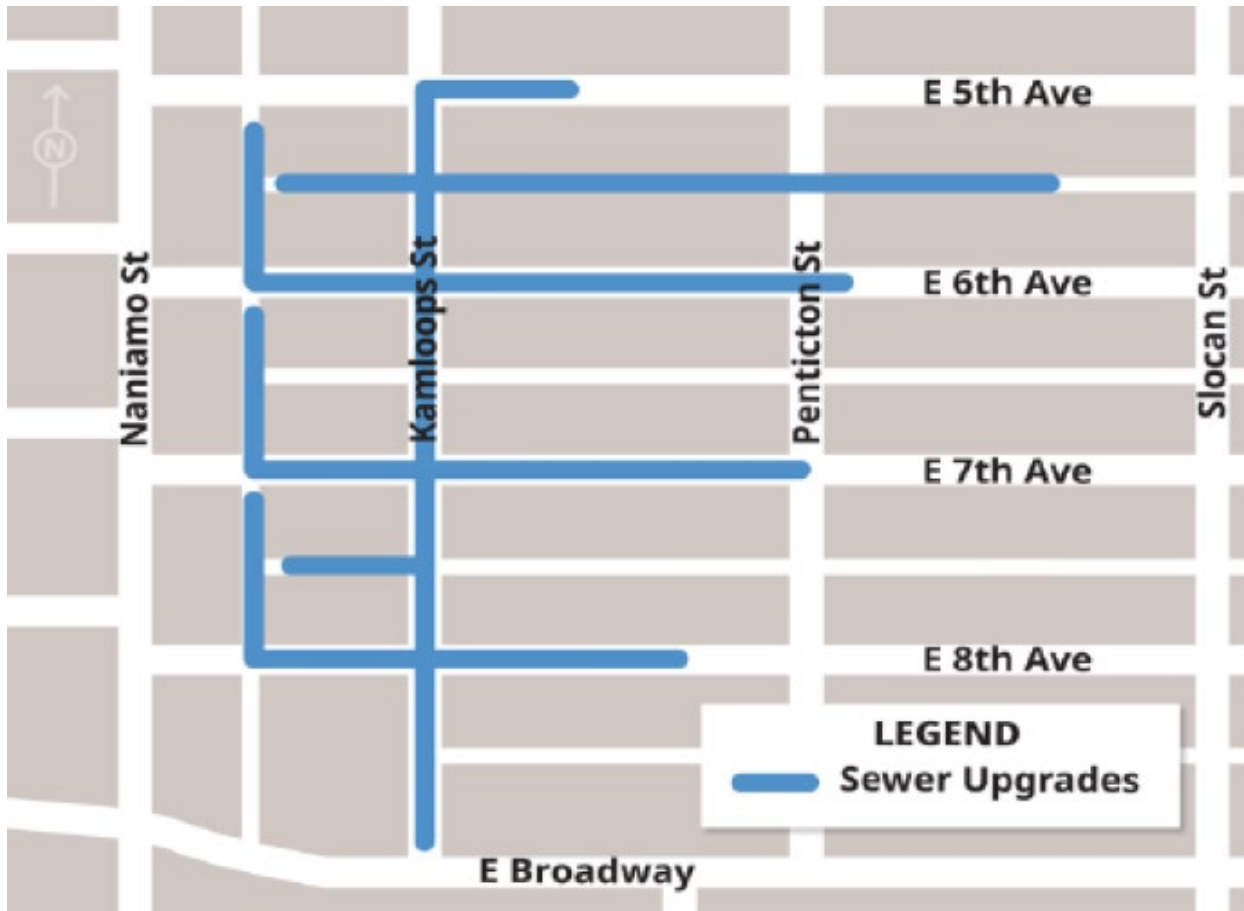 E 5th Ave
N
Naniamo St
Kamloops St
Penticton St
E 6th Ave
Slocan St
E 7th Ave
E 8th Ave
LEGEND
Sewer Upgrades
E Broadway